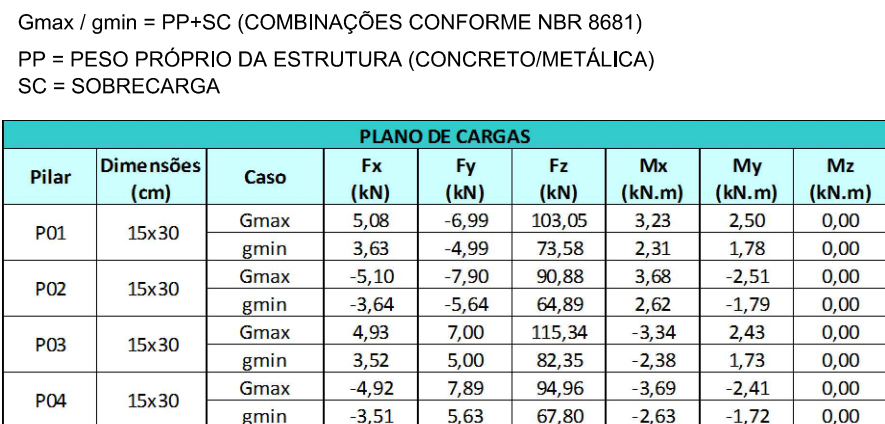 Gmax / gmin = PP+SC (COMBINAÇÕES CONFORME NBR 8681)
PP = PESO PRÓPRIO DA ESTRUTURA (CONCRETO/METÁLICA)
SC = SOBRECARGA
PLANO DE CARGAS
Pilar Dimensões (cm) Caso Fx (kN) Fy (kN) Fz (kN) Mx (kN.m) My (kN.m) Mz (kN.m)
P01 15x30 Gmax 5,08 -6,99 103,05 3,23 2,50 0,00
gmin 3,63 -4,99 73,58 2,31 1,78 0,00
P02 15x30 Gmax -5,10 -7,90 90,88 3,68 -2,51 0,00
gmin -3,64 -5,64 64,89 2,62 -1,79 0,00
P03 15x30 Gmax 4,93 7,00 115,34 -3,34 2,43 0,00
gmin 3,52 5,00 82,35 -2,38 1,73 0,00
P04 15x30 Gmax -4,92 7,89 94,96 -3,69 -2,41 0,00
gmin -3,51 5,63 67,80 -2,63 -1,72 0,00